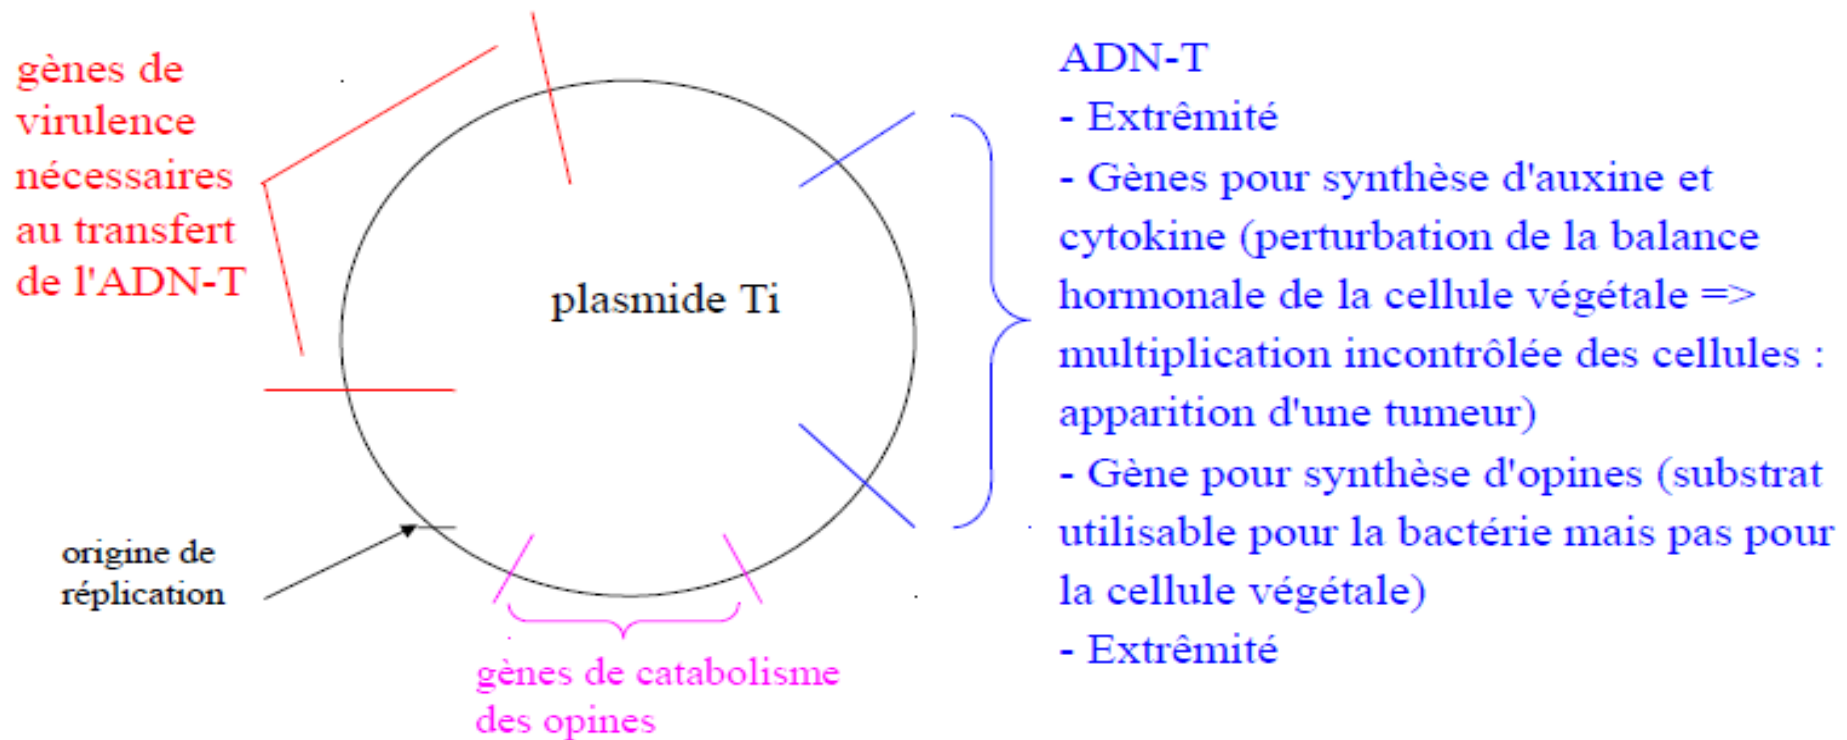 gènes de
virulence
nécessaires
au transfert
de l'ADN-T
plasmide Ti
origine de
réplication
gènes de catabolisme
des opines
ADN-T
- Extrêmité
- Gènes pour synthèse d'auxine et
cytokine (perturbation de la balance
hormonale de la cellule végétale =>
multiplication incontrôlée des cellules :
apparition d'une tumeur)
- Gène pour synthèse d'opines (substrat
utilisable pour la bactérie mais pas pour
la cellule végétale)
- Extrêmité